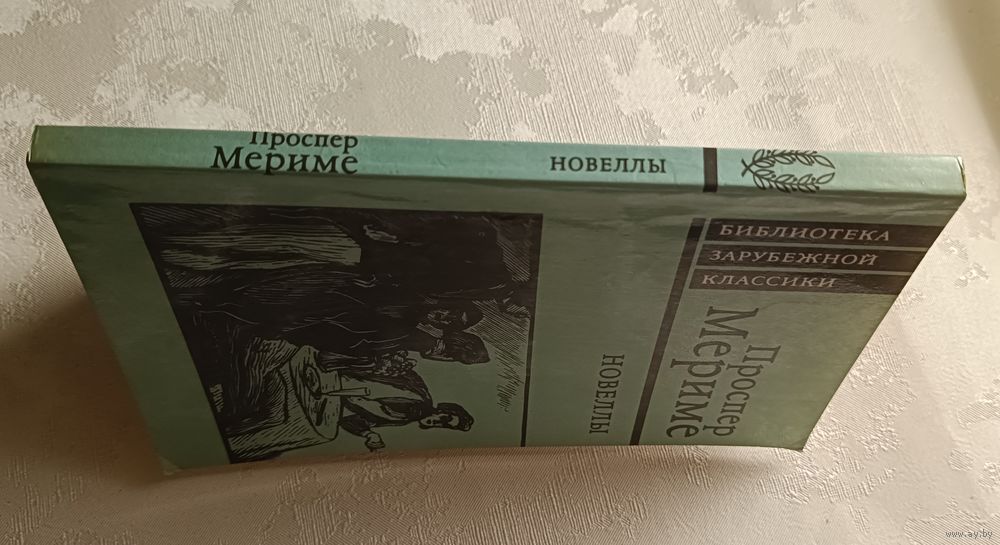 Проспер
Мериме
НОВЕЛЛЫ
БИБЛИОТЕКА
ЗАРУБЕЖНОЙ
КЛАССИКИ
Проспер
Мериме
НОВЕЛЛЫ
www.ay.by